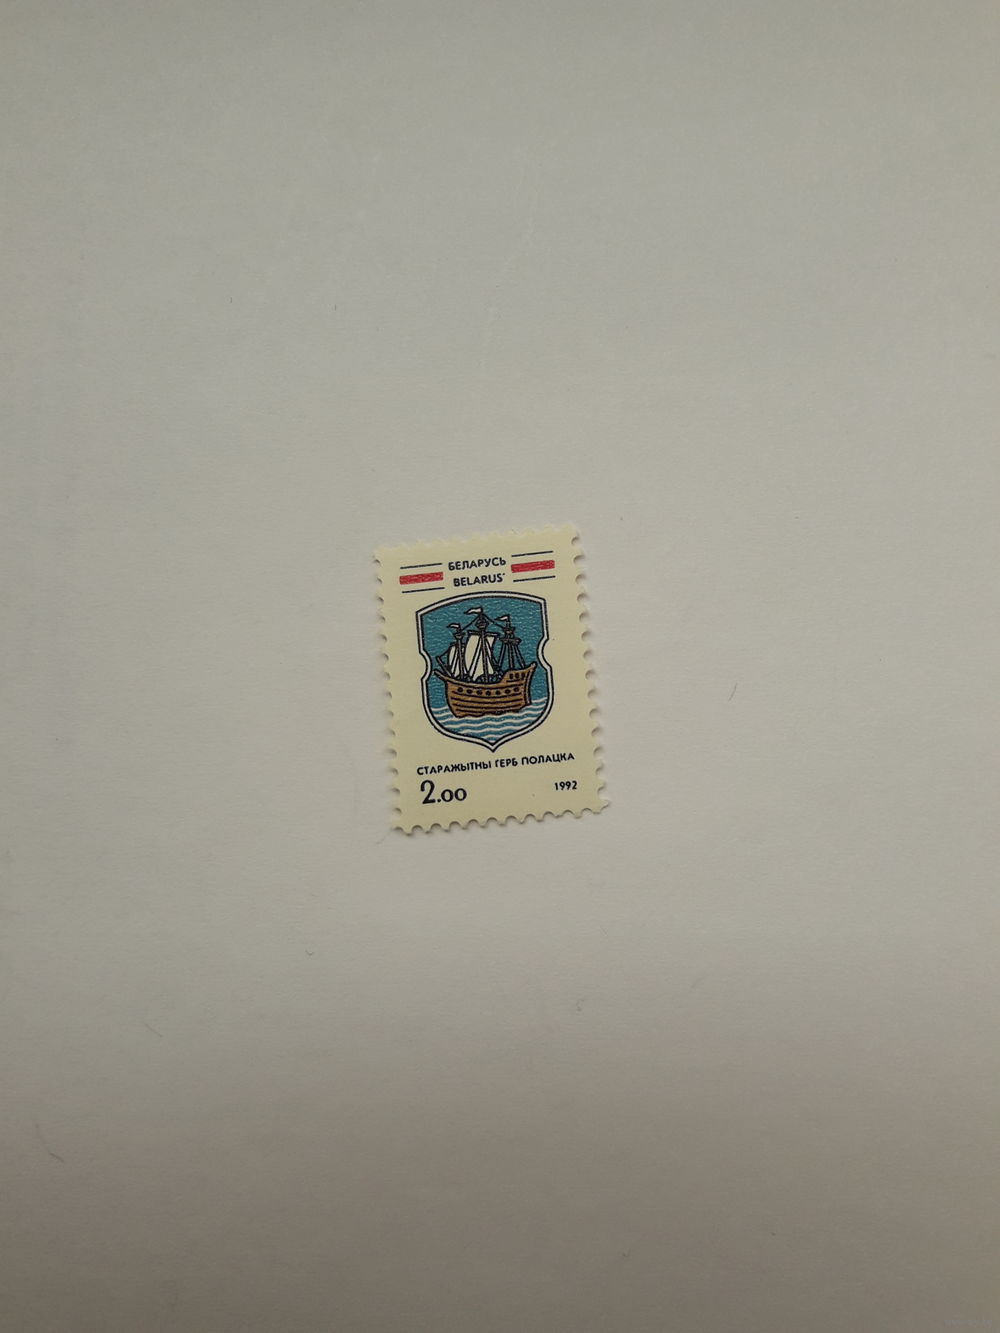 БЕЛАРУСЬ
BELARUS'
СТАРАЖЫТНЫ ГЕРБ ПОЛАЦКА
2.00
1992